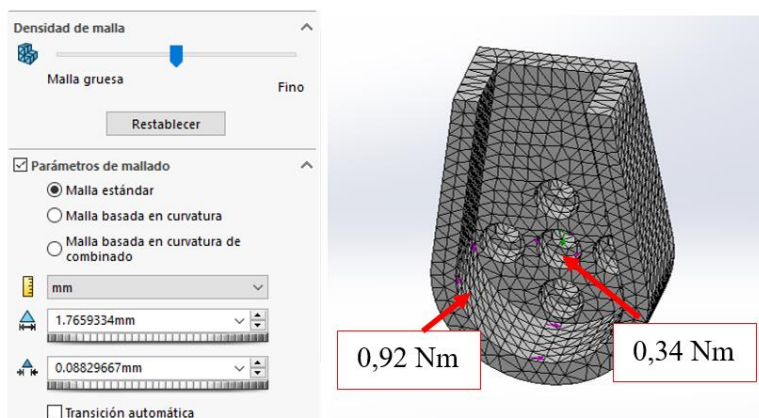 Densidad de malla
Malla gruesa
Fino
Restablecer
Parámetros de mallado
Malla estándar
Malla basada en curvatura
Malla basada en curvatura de
combinado
mm
1.7659334mm
0.08829667mm
Transición automática
0,92 Nm
0,34 Nm